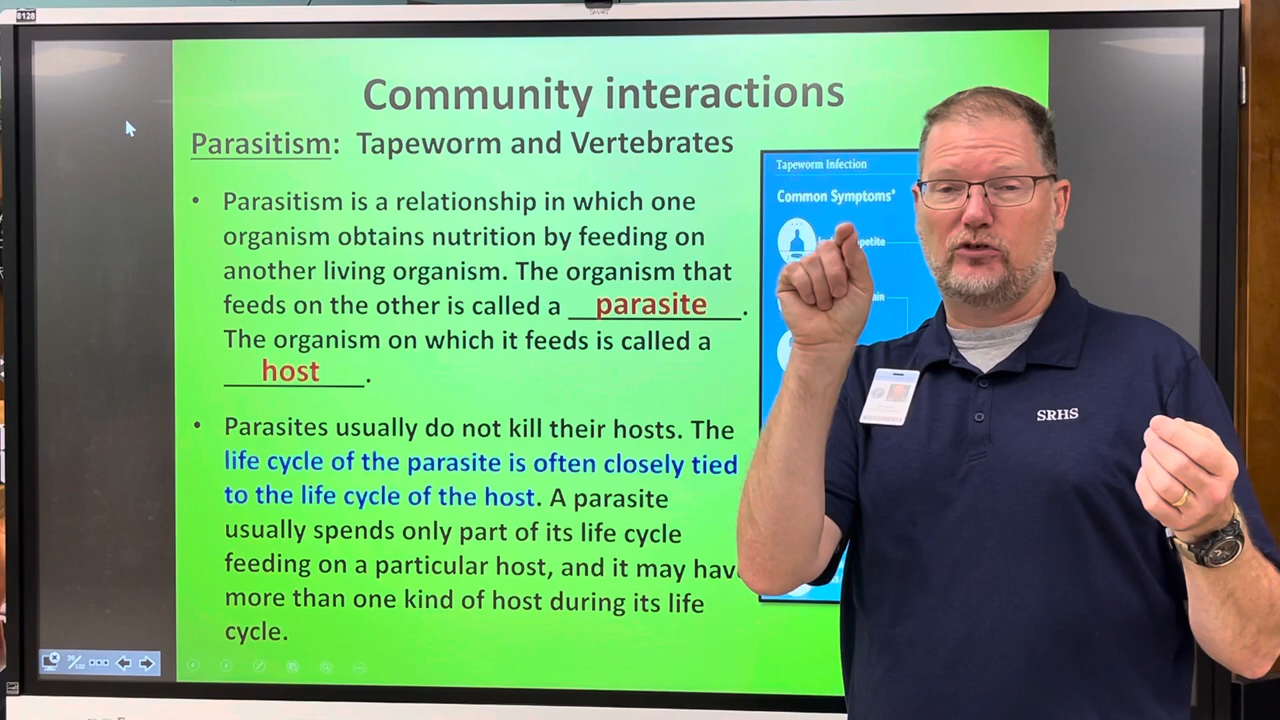 8128
SMART
Community interactions
Parasitism: Tapeworm and Vertebrates
• Parasitism is a relationship in which one
organism obtains nutrition by feeding on
another living organism. The organism that
feeds on the other is called a parasite.
The organism on which it feeds is called a
host.
• Parasites usually do not kill their hosts. The
life cycle of the parasite is often closely tied
to the life cycle of the host. A parasite
usually spends only part of its life cycle
feeding on a particular host, and it may have
more than one kind of host during its life
cycle.
Tapeworm Infection
Common Symptoms*
SRHS